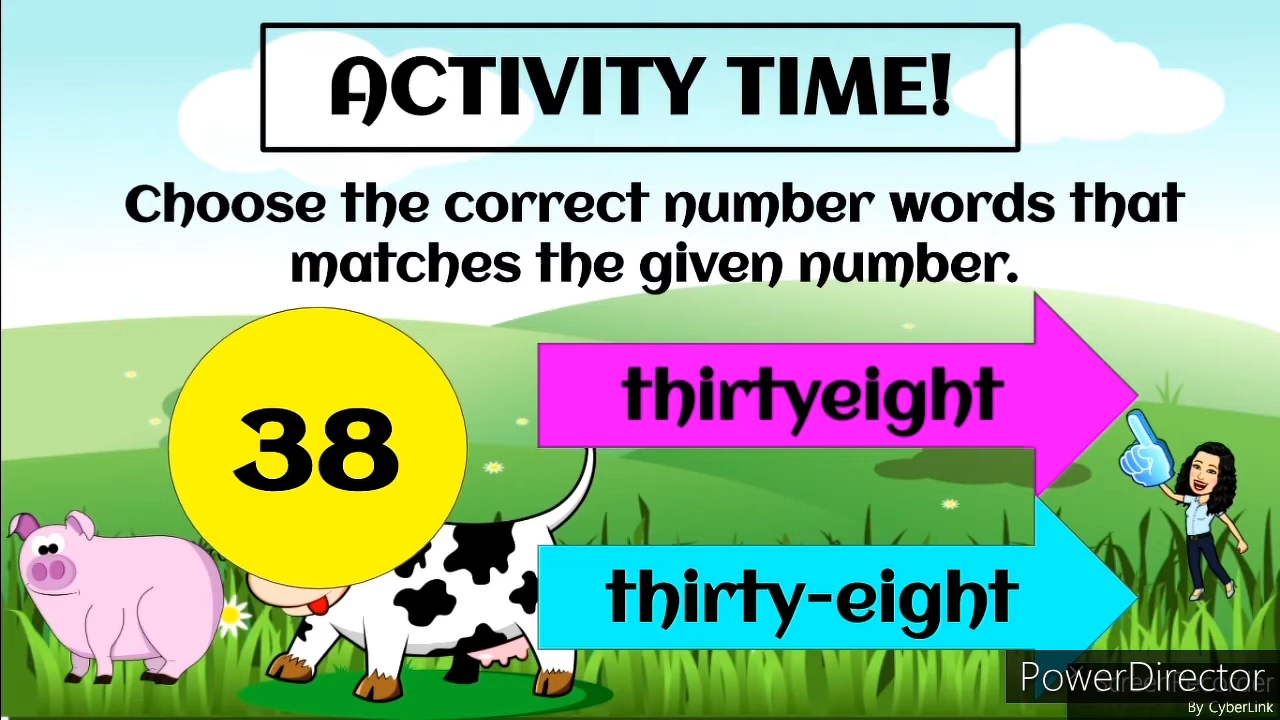 ACTIVITY TIME!
Choose the correct number words that
matches the given number.
38
thirtyeight
thirty-eight
PowerDirector
By CyberLink